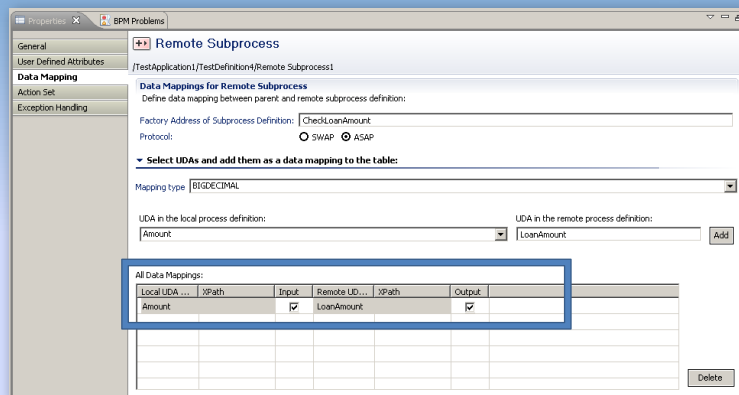 Properties BPM Problems
General
User Defined Attributes
Data Mapping
Action Set
Exception Handling
Remote Subprocess
/TestApplication1/TestDefinition4/Remote Subprocess1
Data Mappings for Remote Subprocess
Define data mapping between parent and remote subprocess definition:
Factory Address of Subprocess Definition: CheckLoanAmount
Protocol: SWAP ASAP
Select UDAs and add them as a data mapping to the table:
Mapping type BIGDECIMAL
UDA in the local process definition: UDA in the remote process definition:
Amount LoanAmount Add
All Data Mappings:
Local UDA ... XPath Input Remote UD... XPath Output
Amount LoanAmount
Delete